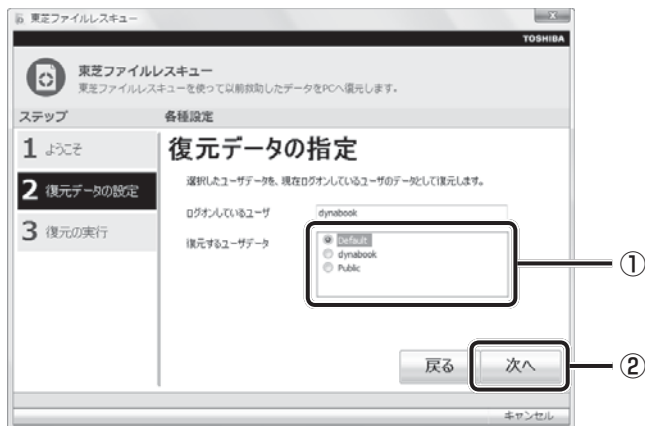 東芝ファイルレスキュー
TOSHIBA
東芝ファイルレスキュー
東芝ファイルレスキューを使って以前救助したデータをPCへ復元します。
ステップ 各種設定
1 ようこそ
2 復元データの設定
3 復元の実行
復元データの指定
選択したユーザデータを、現在ログオンしているユーザのデータとして復元します。
ログオンしているユーザ dynabook
復元するユーザデータ
Default
dynabook
Public
①
戻る 次へ
②
キャンセル